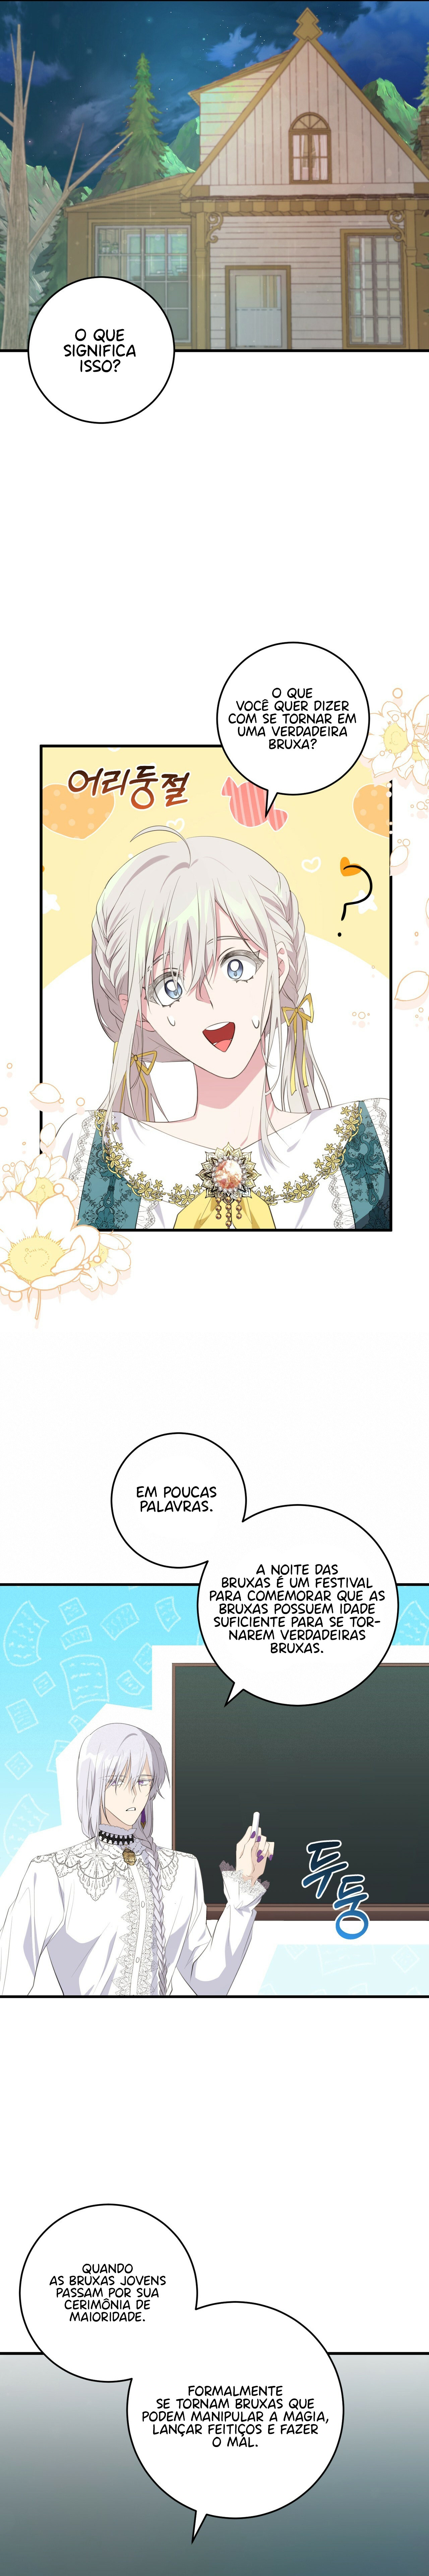 O QUE
SIGNIFICA
ISSO?
O QUE
VOCÊ QUER DIZER
COM SE TORNAR EM
UMA VERDADEIRA
BRUXA?
어리둥절
?
EM POUCAS
PALAVRAS.
A NOITE DAS
BRUXAS É UM FESTIVAL
PARA COMEMORAR QUE AS
BRUXAS POSSUEM IDADE
SUFICIENTE PARA SE TOR-
NAREM VERDADEIRAS
BRUXAS.
두둥
QUANDO
AS BRUXAS JOVENS
PASSAM POR SUA
CERIMÔNIA DE
MAIORIDADE.
FORMALMENTE
SE TORNAM BRUXAS QUE
PODEM MANIPULAR A MAGIA,
LANÇAR FEITIÇOS E FAZER
O MAL.